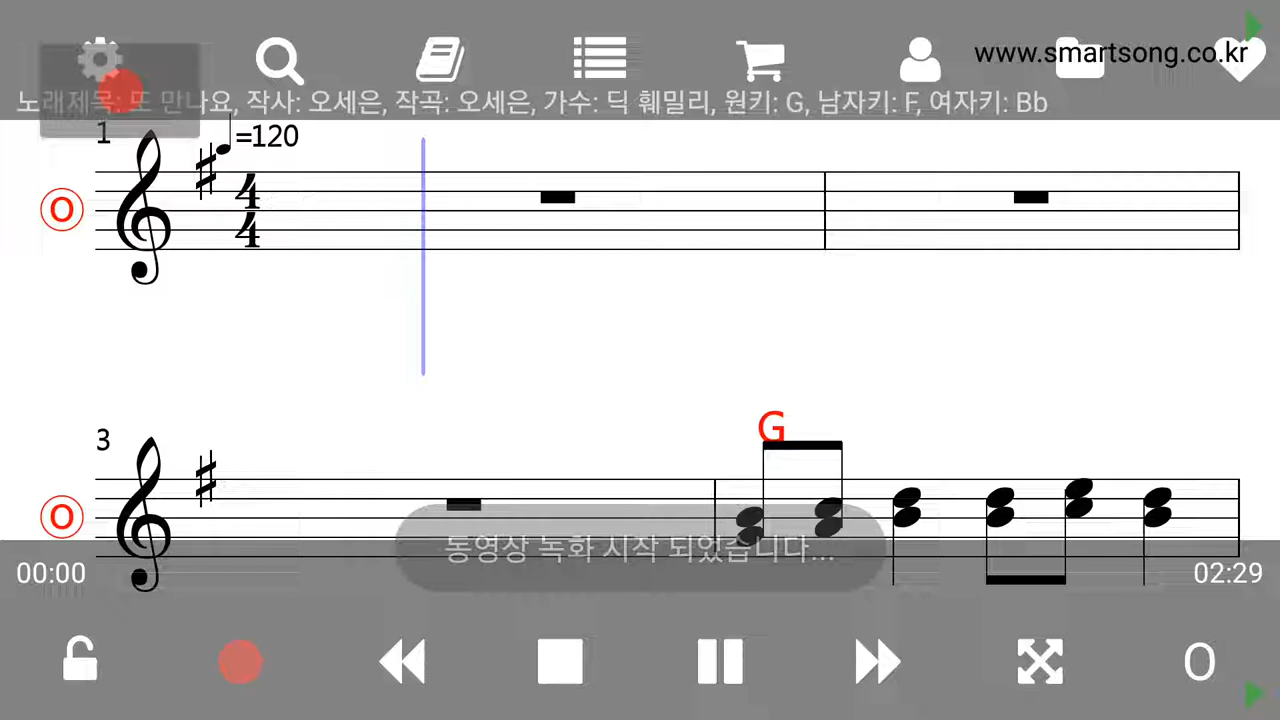 www.smartsong.co.kr
노래제목: 또 만나요, 작사: 오세은, 작곡: 오세은, 가수: 딕 훼밀리, 원키: G, 남자키: F, 여자키: Bb
1
=120
O
4
4
3
G
O
동영상 녹화 시작 되었습니다...
00:00
02:29
O